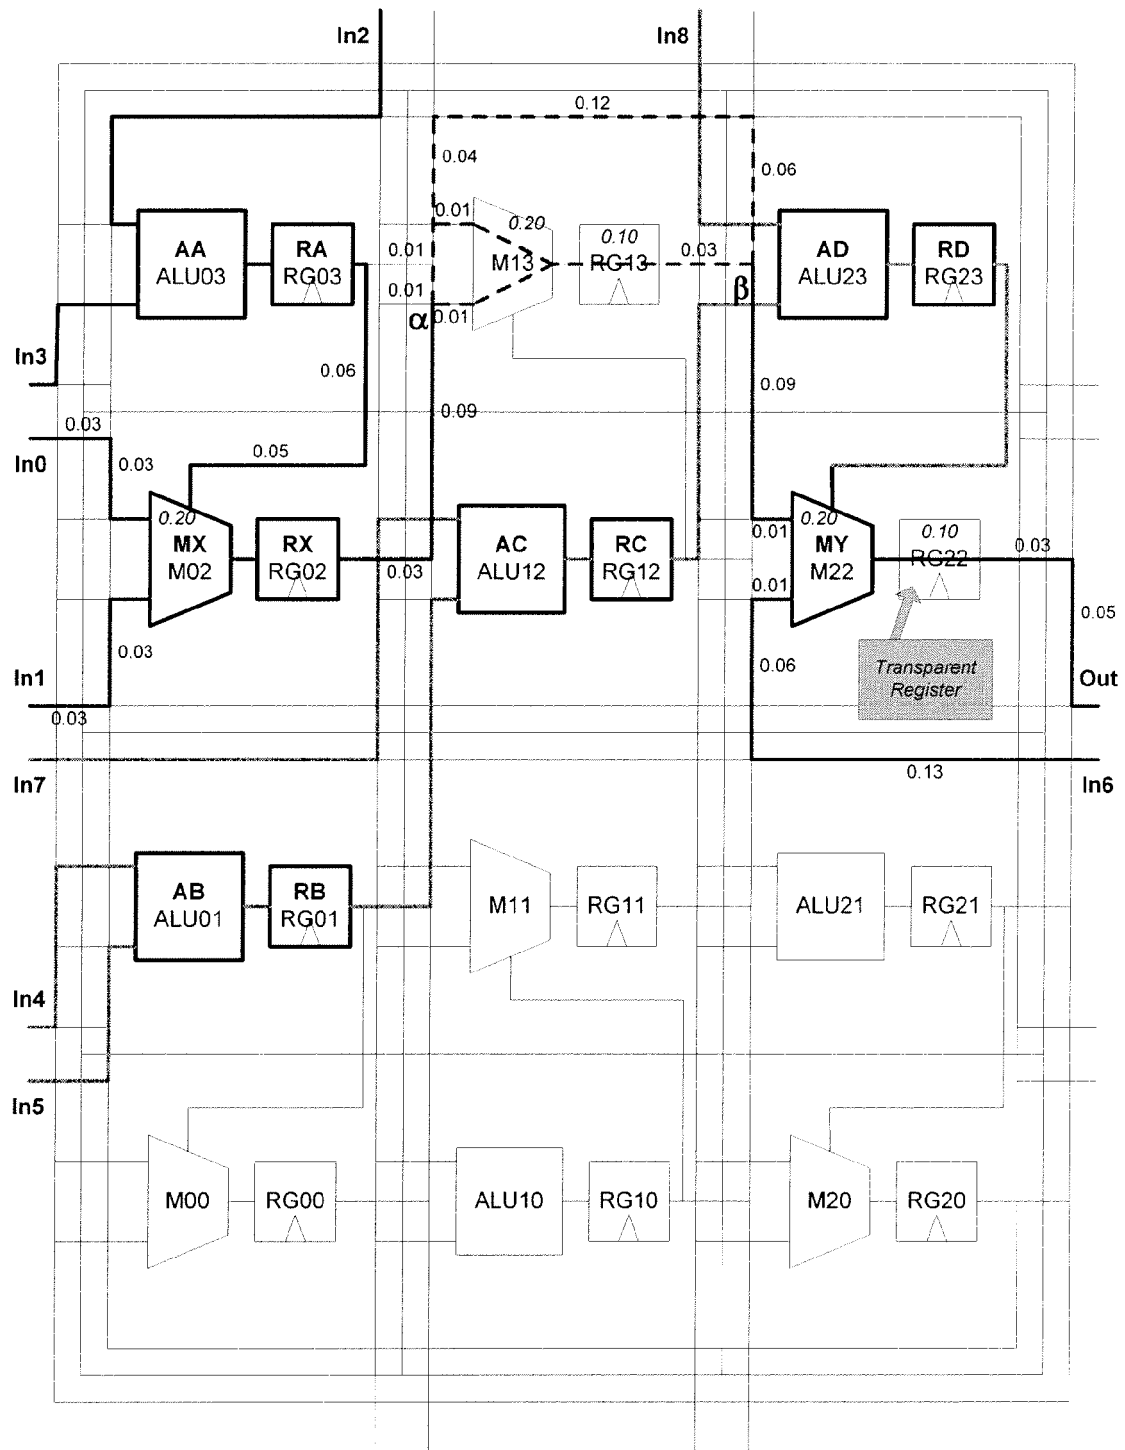 In2
In8
0.12
0.04
0.06
0.01
0.20
0.10
AA
ALU03
RA
RG03
0.01
M13
RG13
0.03
AD
ALU23
RD
RG23
0.01
α
0.01
β
In3
0.06
0.09
0.09
0.03
In0
0.03
0.05
0.20
MX
M02
RX
RG02
0.03
AC
ALU12
RC
RG12
0.01
0.20
MY
M22
0.10
RG22
0.03
0.01
0.05
0.03
0.06
Transparent
Register
In1
0.03
Out
In7
0.13
In6
AB
ALU01
RB
RG01
M11
RG11
ALU21
RG21
In4
In5
M00
RG00
ALU10
RG10
M20
RG20